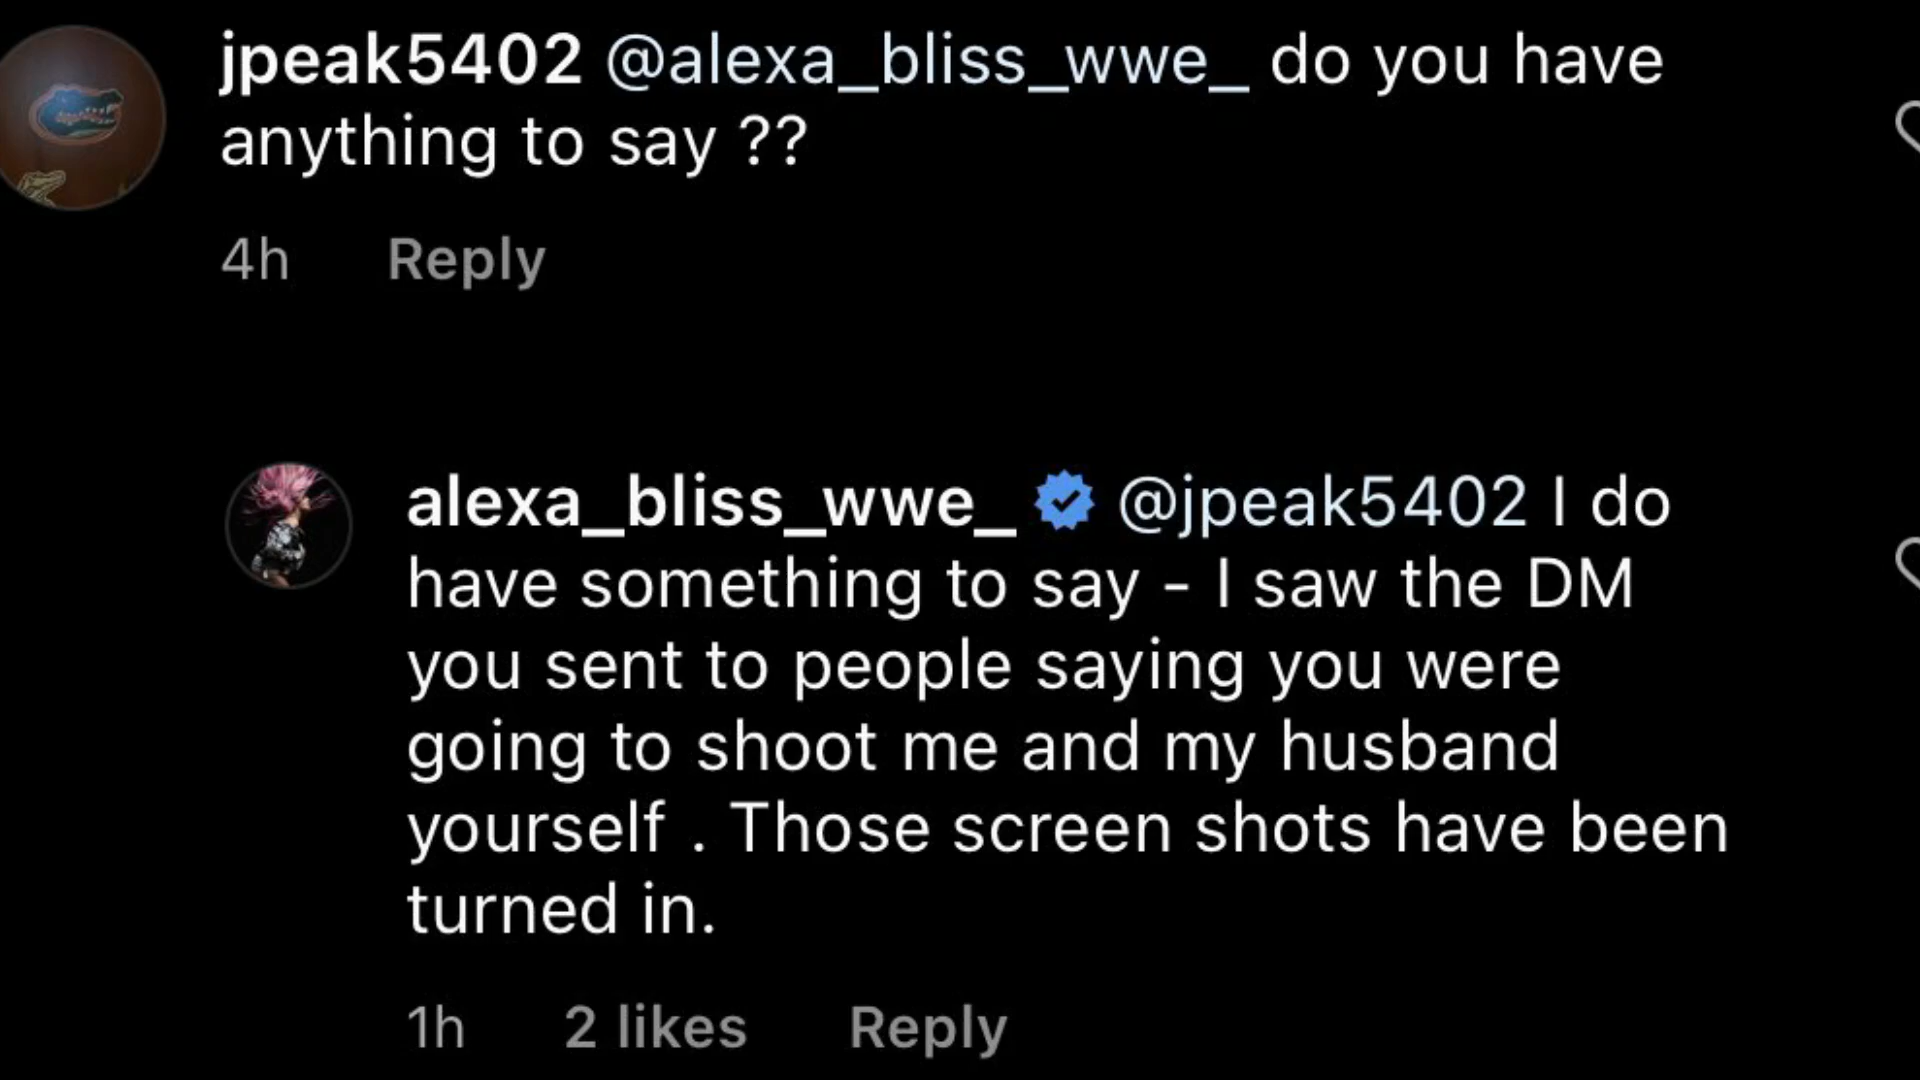 jpeak5402 @alexa_bliss_wwe_ do you have
anything to say ??
4h Reply
alexa_bliss_wwe_ @jpeak5402 I do
have something to say - I saw the DM
you sent to people saying you were
going to shoot me and my husband
yourself . Those screen shots have been
turned in.
1h 2 likes Reply